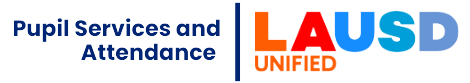 Pupil Services and
Attendance
LAUSD
UNIFIED